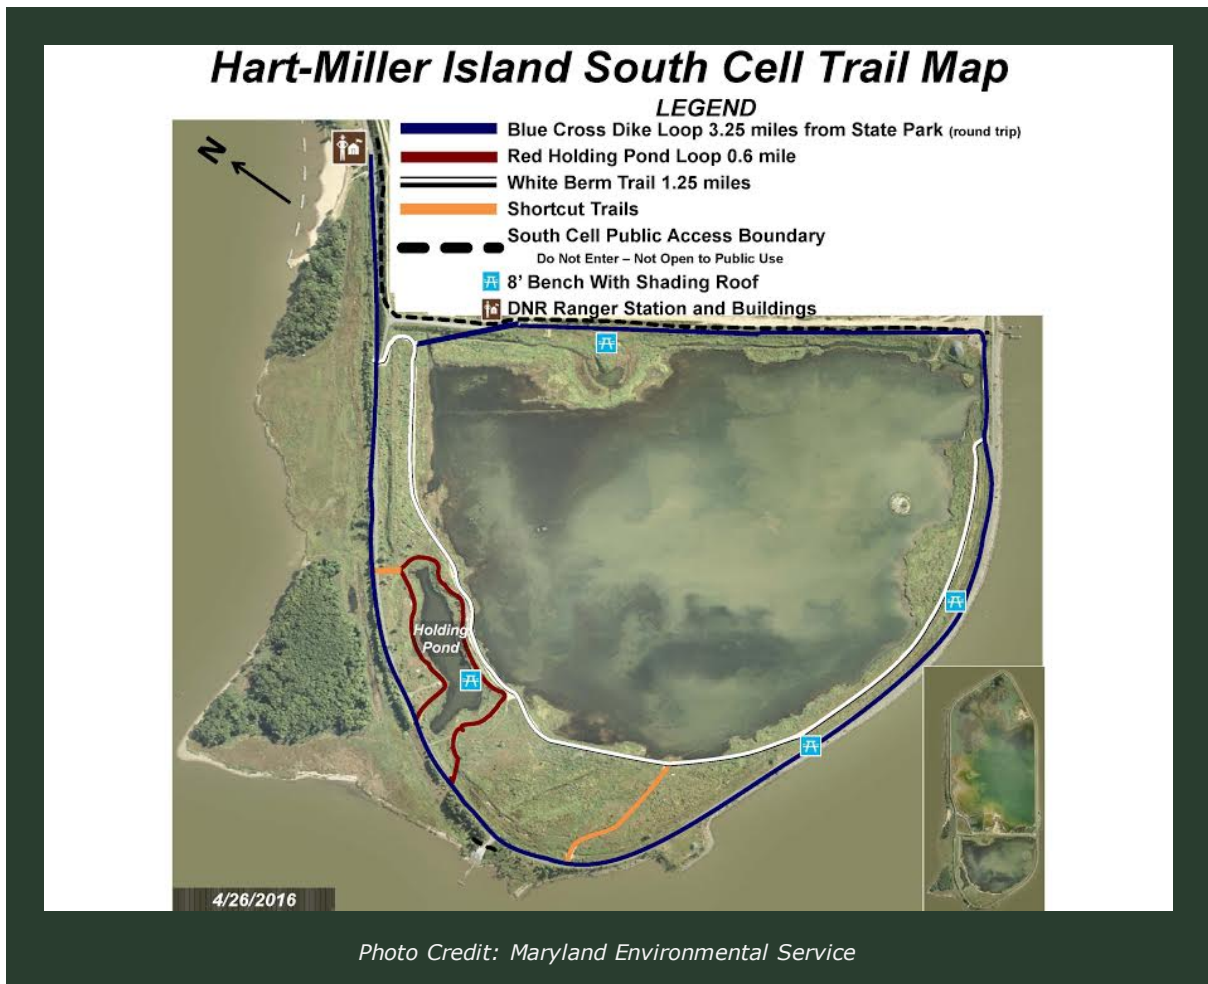 Hart-Miller Island South Cell Trail Map
LEGEND
Blue Cross Dike Loop 3.25 miles from State Park (round trip)
Red Holding Pond Loop 0.6 mile
White Berm Trail 1.25 miles
Shortcut Trails
South Cell Public Access Boundary
Do Not Enter – Not Open to Public Use
8' Bench With Shading Roof
DNR Ranger Station and Buildings
N
Holding
Pond
4/26/2016
Photo Credit: Maryland Environmental Service